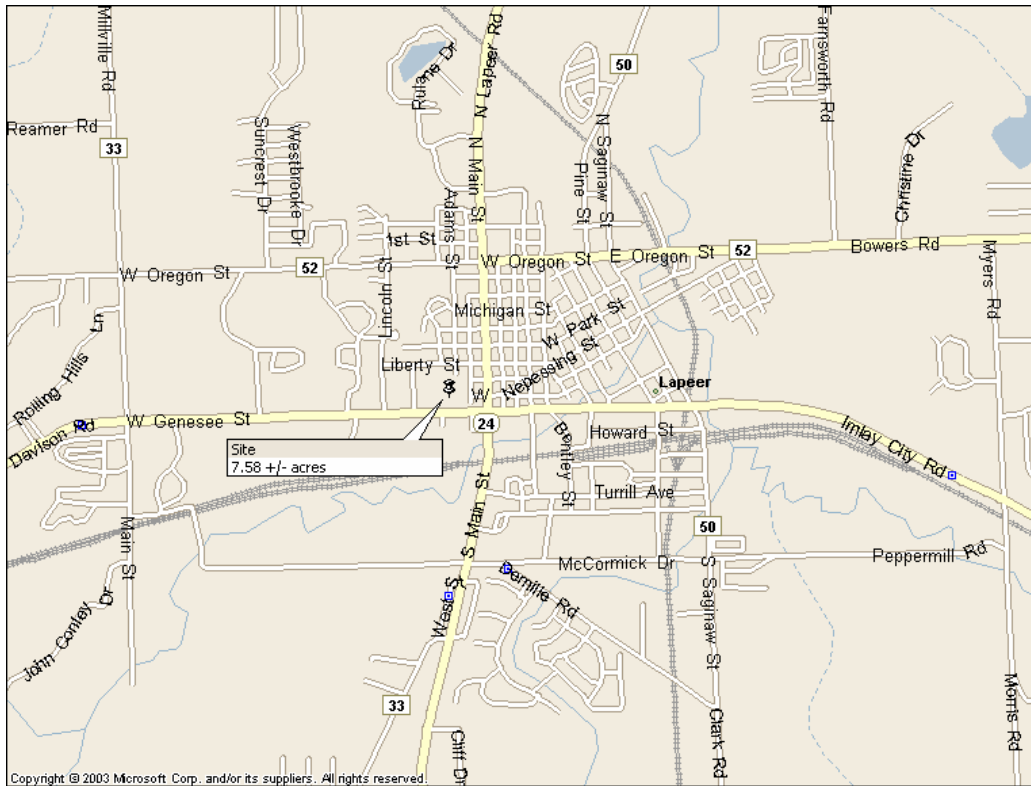 Millville Rd
Rulane Dr
N Lapeer Rd
50
Farnsworth Rd
Reamer Rd
33
Suncrest Dr
Westbrooke Dr
N Main St
Pine St
N Saginaw St
Christine Dr
Adams St
1st St
52
Bowers Rd
W Oregon St
52
W Oregon St
E Oregon St
Myers Rd
Lincoln St
Michigan St
W Park St
Rolling Hills Ln
Liberty St
Nepessing St
Lapeer
W
Davison Rd
W Genesee St
24
Howard St
Imlay City Rd
Site
7.58 +/- acres
Bentley St
Turrill Ave
S Main St
50
Main St
McCormick Dr
Peppermill Rd
Demille Rd
West St
John Conley Dr
S Saginaw St
33
Clark Rd
Morris Rd
Cliff Dr
Copyright © 2003 Microsoft Corp. and/or its suppliers. All rights reserved.